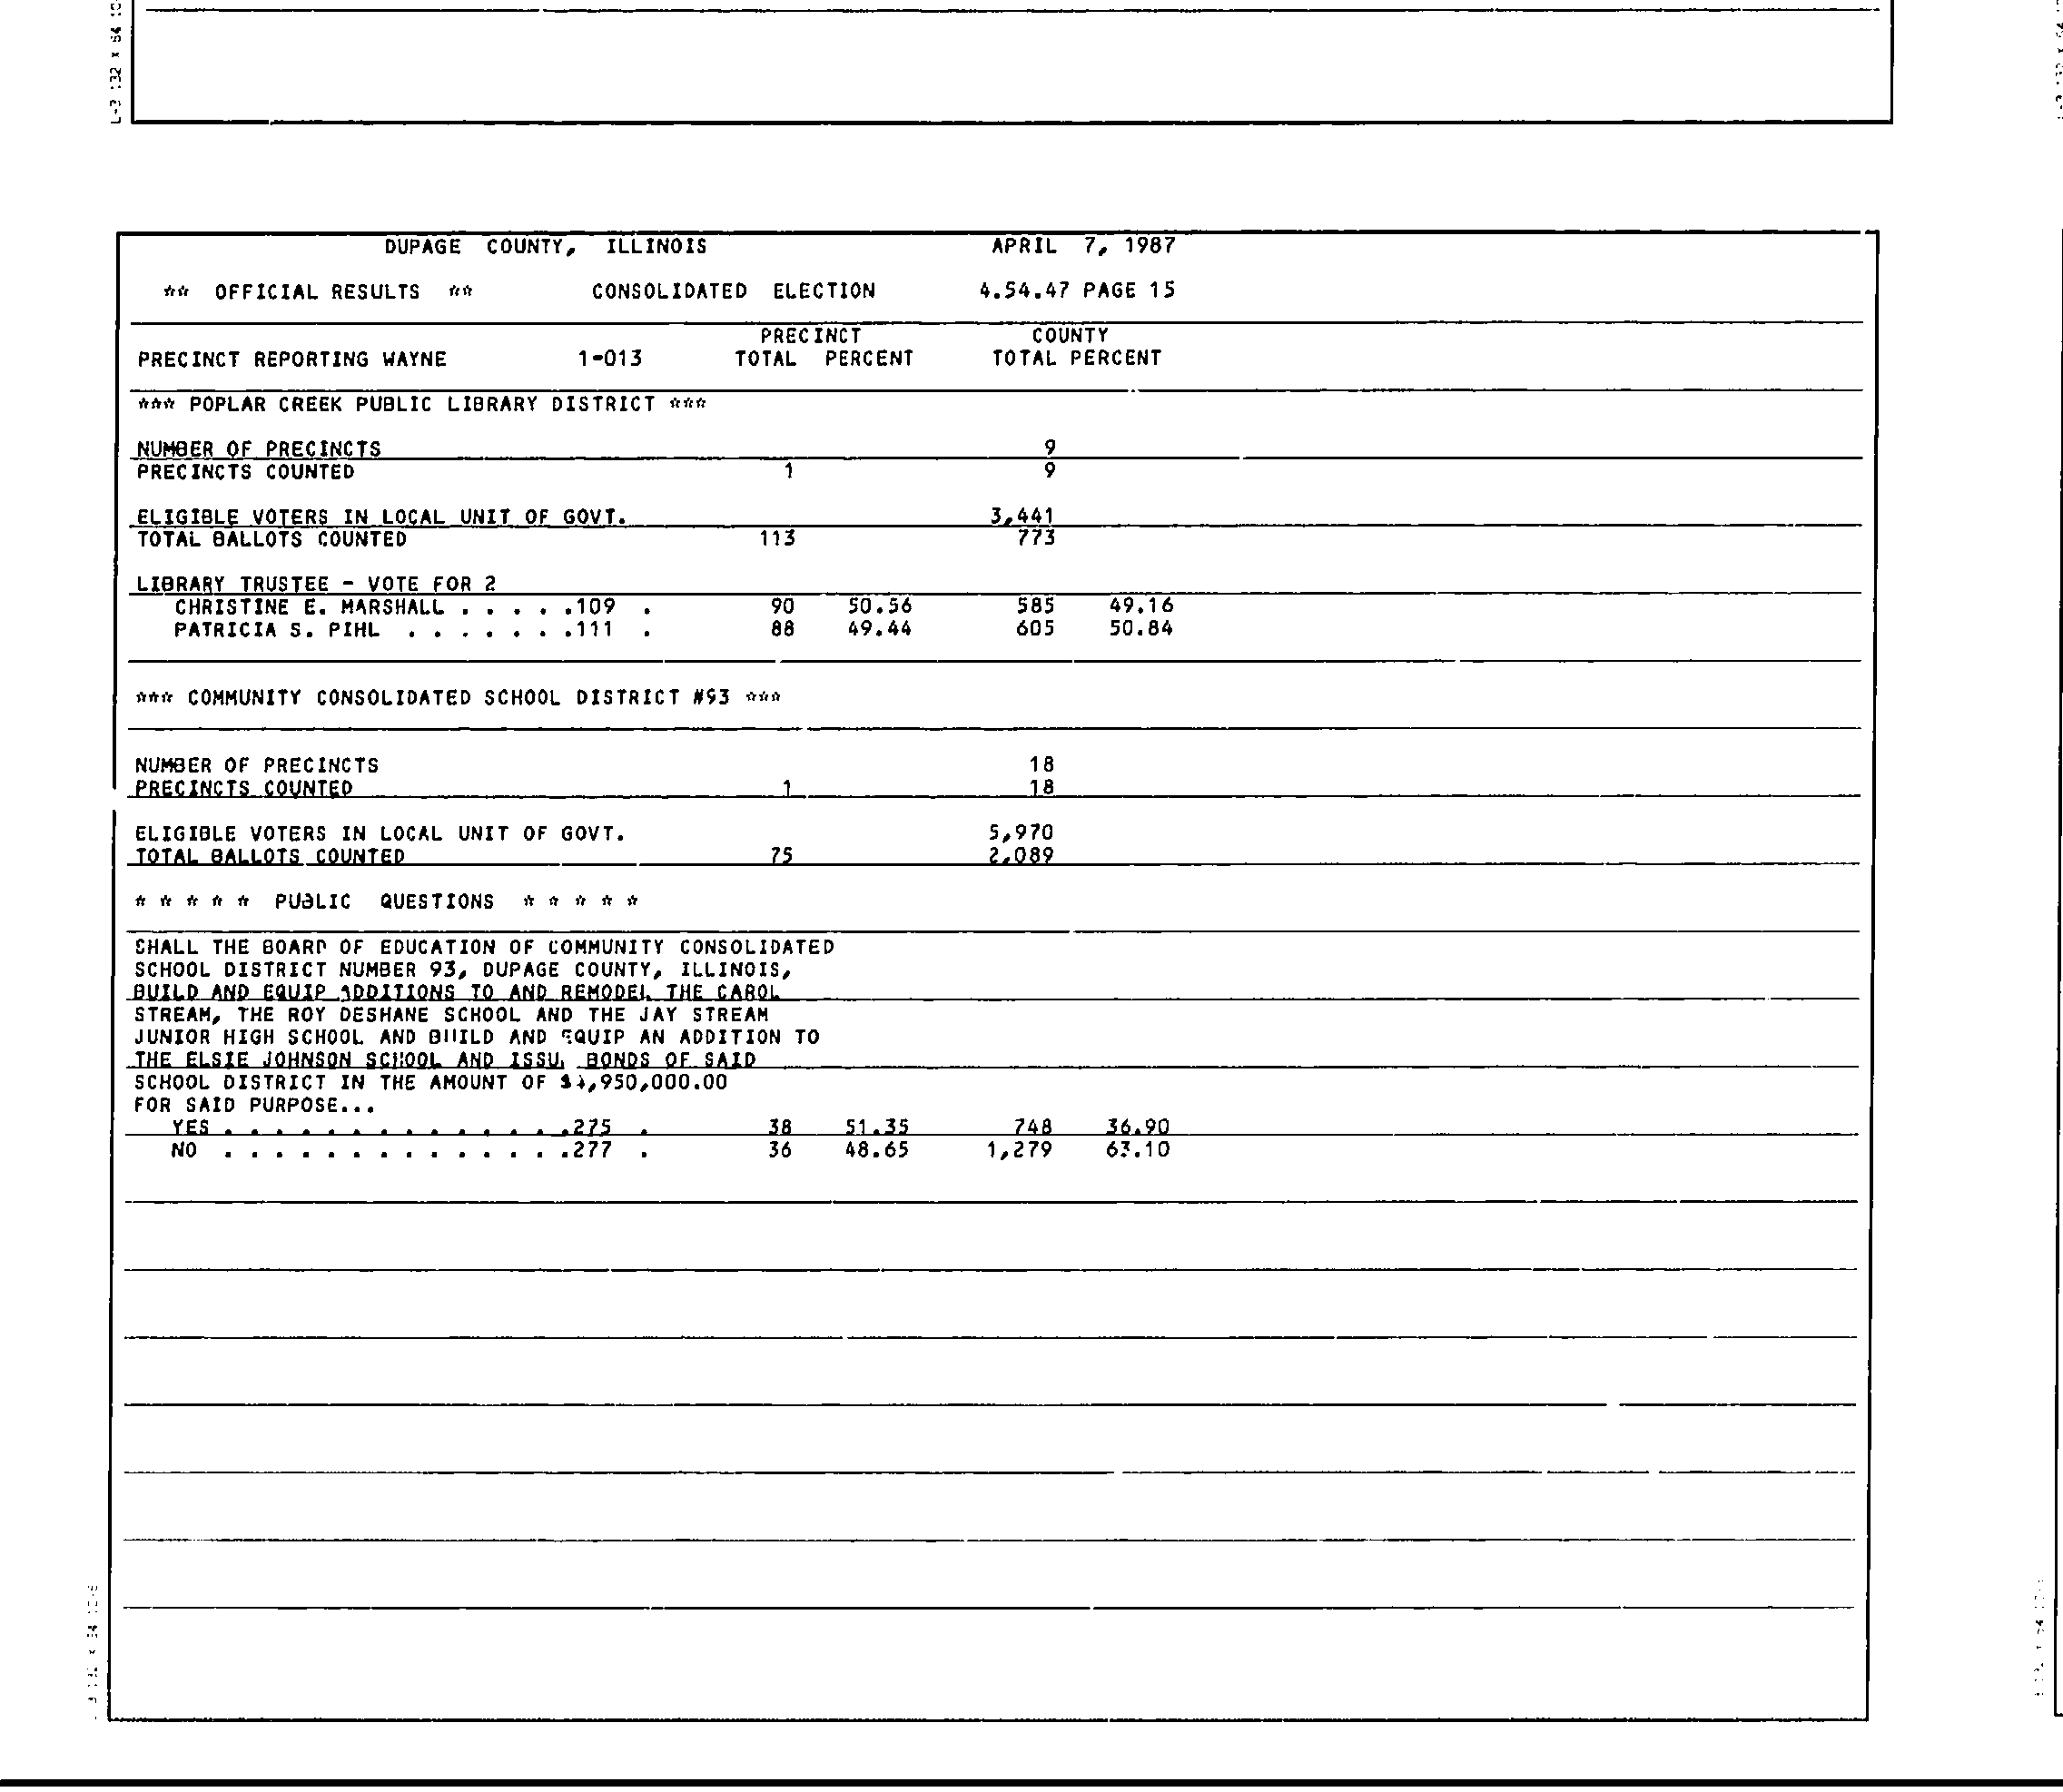 DUPAGE COUNTY, ILLINOIS APRIL 7, 1987
** OFFICIAL RESULTS ** CONSOLIDATED ELECTION 4.54.47 PAGE 15
PRECINCT COUNTY
PRECINCT REPORTING WAYNE 1-013 TOTAL PERCENT TOTAL PERCENT
*** POPLAR CREEK PUBLIC LIBRARY DISTRICT ***
NUMBER OF PRECINCTS 9
PRECINCTS COUNTED 1 9
ELIGIBLE VOTERS IN LOCAL UNIT OF GOVT. 3,441
TOTAL BALLOTS COUNTED 113 773
LIBRARY TRUSTEE - VOTE FOR 2
CHRISTINE E. MARSHALL . . . . .109 . 90 50.56 585 49.16
PATRICIA S. PIHL . . . . . . .111 . 88 49.44 605 50.84
*** COMMUNITY CONSOLIDATED SCHOOL DISTRICT #93 ***
NUMBER OF PRECINCTS 18
PRECINCTS COUNTED 1 18
ELIGIBLE VOTERS IN LOCAL UNIT OF GOVT. 5,970
TOTAL BALLOTS COUNTED 75 2,089
* * * * * PUBLIC QUESTIONS * * * * *
SHALL THE BOARD OF EDUCATION OF COMMUNITY CONSOLIDATED
SCHOOL DISTRICT NUMBER 93, DUPAGE COUNTY, ILLINOIS,
BUILD AND EQUIP ADDITIONS TO AND REMODEL THE CAROL
STREAM, THE ROY DESHANE SCHOOL AND THE JAY STREAM
JUNIOR HIGH SCHOOL AND BUILD AND EQUIP AN ADDITION TO
THE ELSIE JOHNSON SCHOOL AND ISSUE BONDS OF SAID
SCHOOL DISTRICT IN THE AMOUNT OF
FOR SAID PURPOSE...
YES . . . . . . . . . . . . . .275 . 38 51.35 748 36.90
NO . . . . . . . . . . . . . .277 . 36 48.65 1,279 63.10